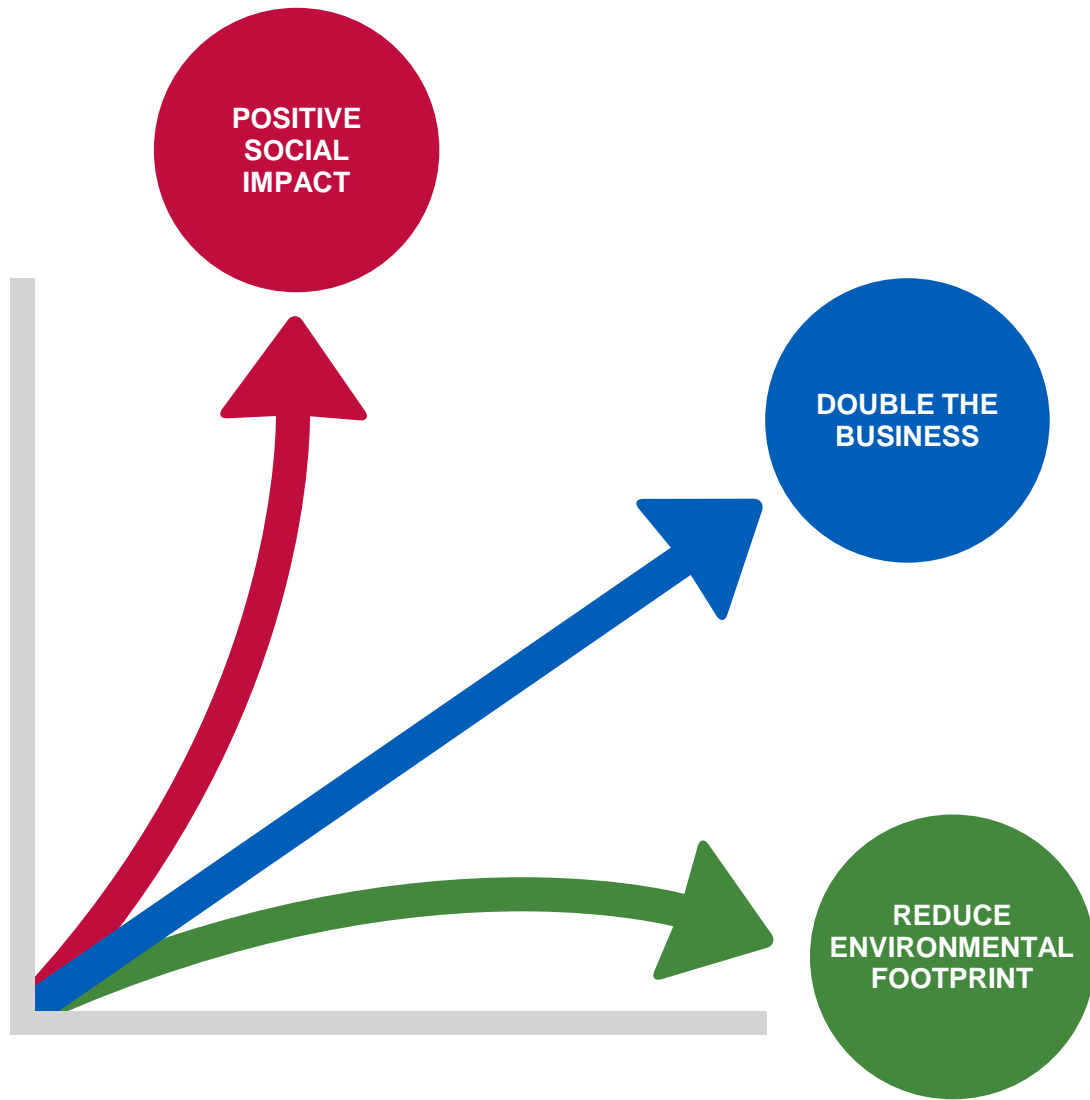 POSITIVE
SOCIAL
IMPACT
DOUBLE THE
BUSINESS
REDUCE
ENVIRONMENTAL
FOOTPRINT